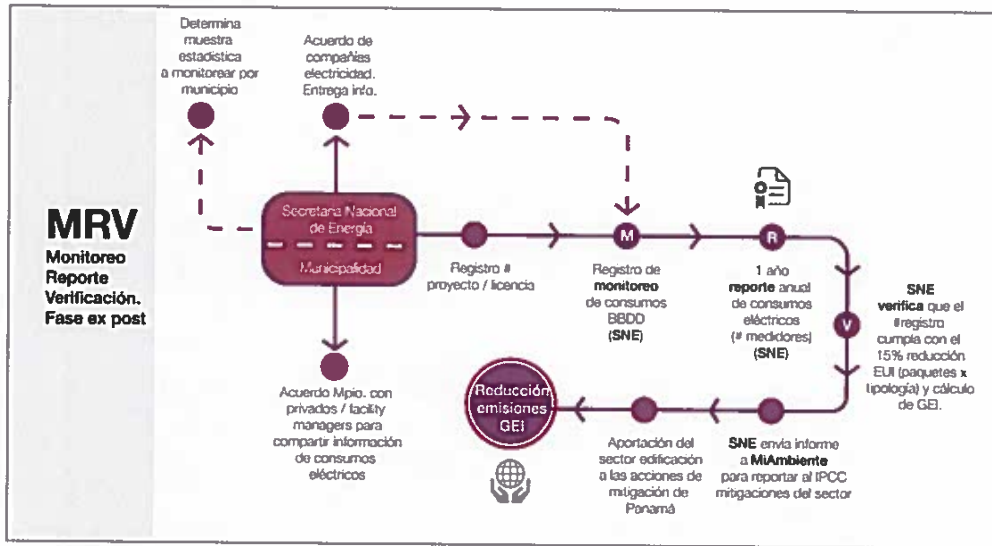 Determina
muestra
estadística
a monitorear por
municipio
Acuerdo de
compañías
electricidad.
Entrega info.
MRV
Monitoreo
Reporte
Verificación.
Fase ex post
Secretaria Nacional
de Energía
Municipalidad
Registro #
proyecto / licencia
M
Registro de
monitoreo
de consumos
BBDD
(SNE)
R
1 año
reporte anual
de consumos
eléctricos
(# medidores)
(SNE)
V
SNE
verifica que el
#registro
cumpla con el
15% reducción
EUI (paquetes x
tipología) y cálculo
de GEI.
Acuerdo Mpio. con
privados / facility
managers para
compartir información
de consumos
eléctricos
Reducción
emisiones
GEI
Aportación del
sector edificación
a las acciones de
mitigación de
Panamá
SNE envia informe
a MiAmbiente
para reportar al IPCC
mitigaciones del sector